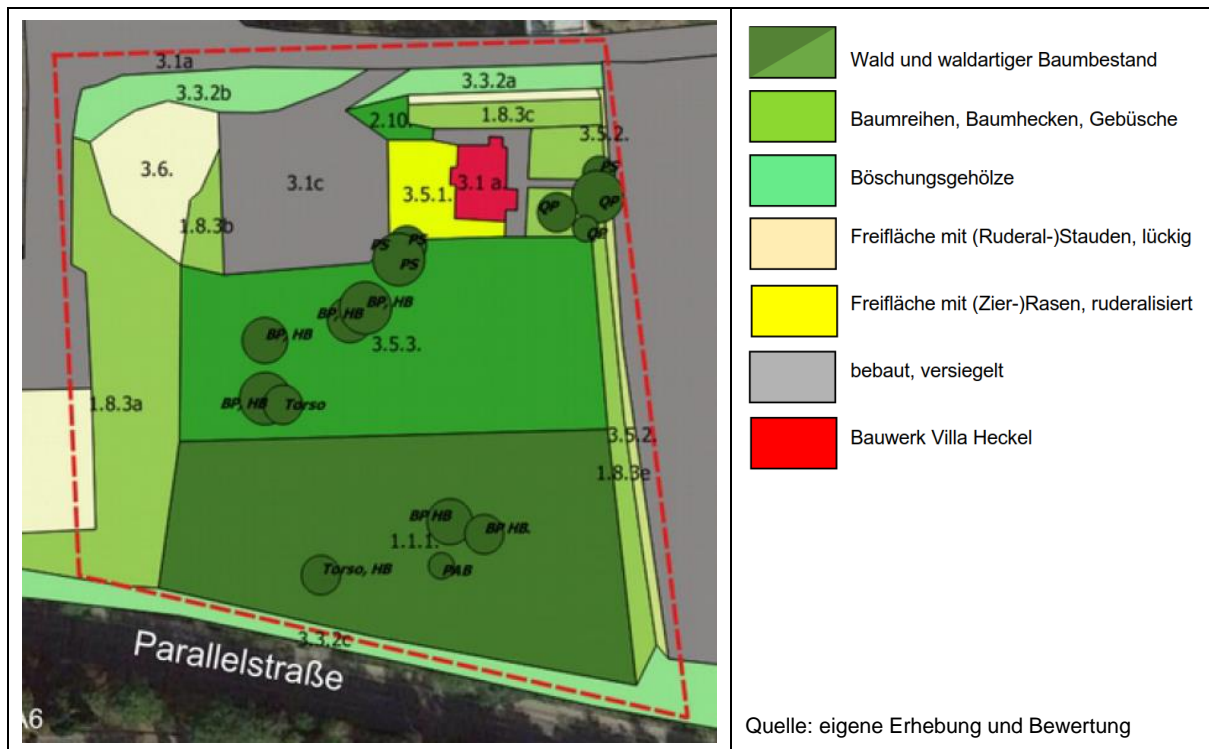 3.1a
3.3.2b
3.3.2a
2.10.
1.8.3c
3.5.2.
3.6.
3.1c
3.5.1.
3.1 a.
PS
QP
QP
QP
1.8.3b
PS
PS
PS
BP, HB
BP, HB
BP, HB
3.5.3.
BP, HB
Torso
1.8.3a
3.5.2.
1.8.3e
BP HB
BP HB.
1.1.1.
Torso, HB
PAB
3.3.2c
Parallelstraße
A6
Wald und waldartiger Baumbestand
Baumreihen, Baumhecken, Gebüsche
Böschungsgehölze
Freifläche mit (Ruderal-)Stauden, lückig
Freifläche mit (Zier-)Rasen, ruderalisiert
bebaut, versiegelt
Bauwerk Villa Heckel
Quelle: eigene Erhebung und Bewertung